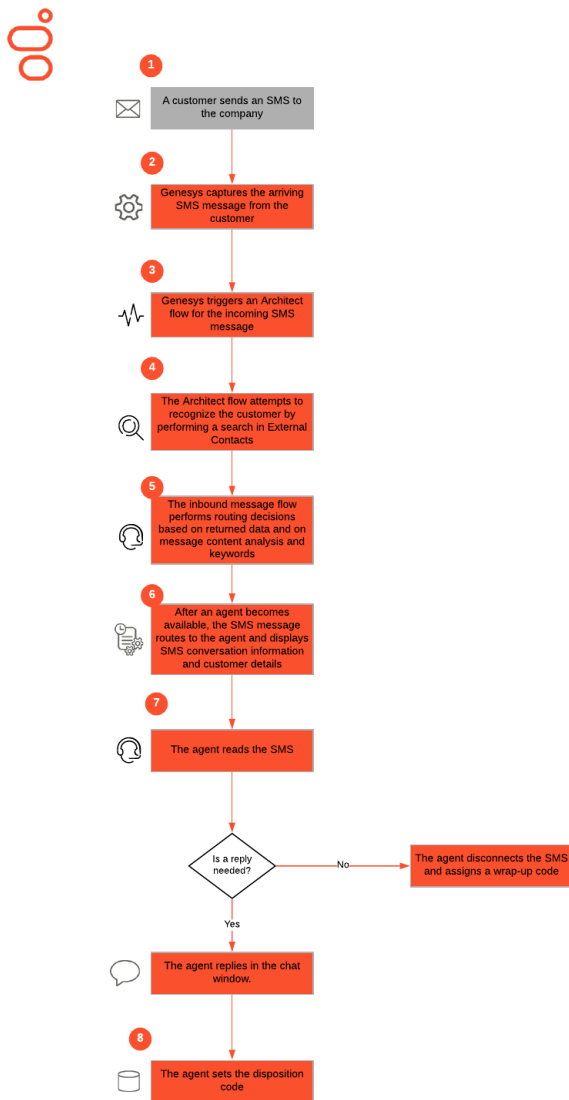 1
A customer sends an SMS to
the company
2
Genesys captures the arriving
SMS message from the
customer
3
Genesys triggers an Architect
flow for the incoming SMS
message
4
The Architect flow attempts to
recognize the customer by
performing a search in External
Contacts
5
The inbound message flow
performs routing decisions
based on returned data and on
message content analysis and
keywords
6
After an agent becomes
available, the SMS message
routes to the agent and displays
SMS conversation information
and customer details
7
The agent reads the SMS
Is a reply
needed?
No
The agent disconnects the SMS
and assigns a wrap-up code
Yes
The agent replies in the chat
window.
8
The agent sets the disposition
code